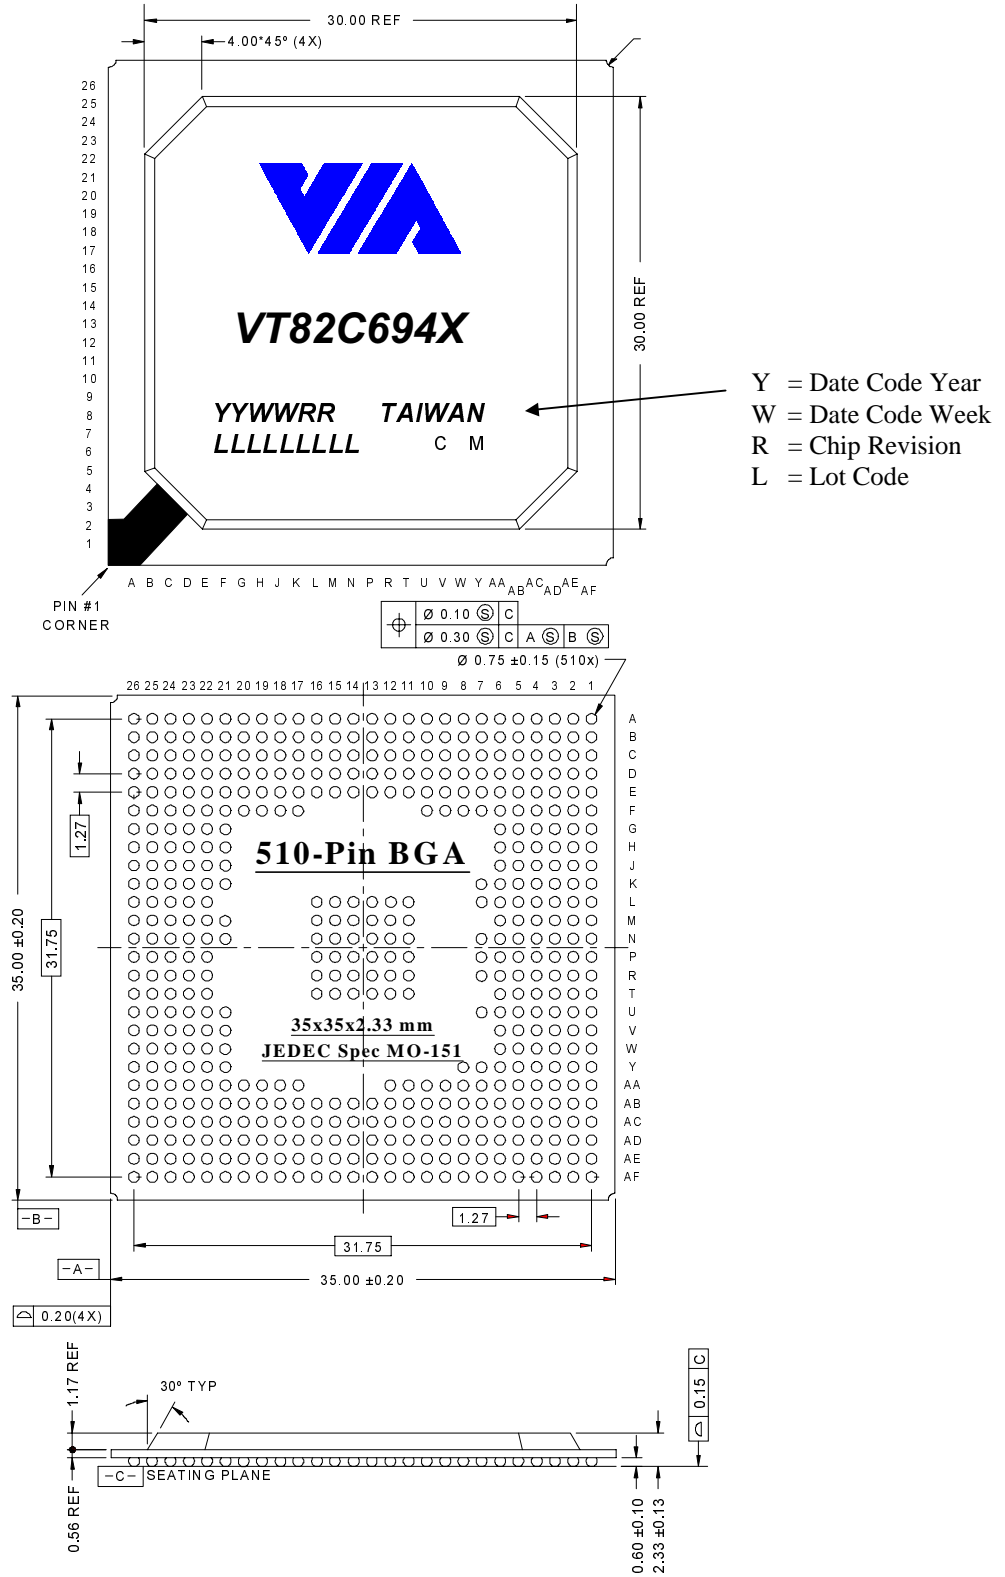 30.00 REF
4.00*45º (4X)
26
25
24
23
22
21
20
19
18
17
16
15
14
13
12
11
10
9
8
7
6
5
4
3
2
1
VIA
VT82C694X
YYWWRR TAIWAN
LLLLLLLLL C M
30.00 REF
Y = Date Code Year
W = Date Code Week
R = Chip Revision
L = Lot Code
A B C D E F G H J K L M N P R T U V W Y AA AB AC AD AE AF
PIN #1
CORNER
Ø 0.10 Ⓢ C
Ø 0.30 Ⓢ C A Ⓢ B Ⓢ
Ø 0.75 ±0.15 (510x)
26 25 24 23 22 21 20 19 18 17 16 15 14 13 12 11 10 9 8 7 6 5 4 3 2 1
A
B
C
D
E
F
G
H
J
K
L
M
N
P
R
T
U
V
W
Y
AA
AB
AC
AD
AE
AF
1.27
31.75
35.00 ±0.20
510-Pin BGA
35x35x2.33 mm
JEDEC Spec MO-151
-B-
1.27
31.75
-A-
35.00 ±0.20
0.20(4X)
1.17 REF
30º TYP
0.15 C
-C- SEATING PLANE
0.56 REF
0.60 ±0.10
2.33 ±0.13